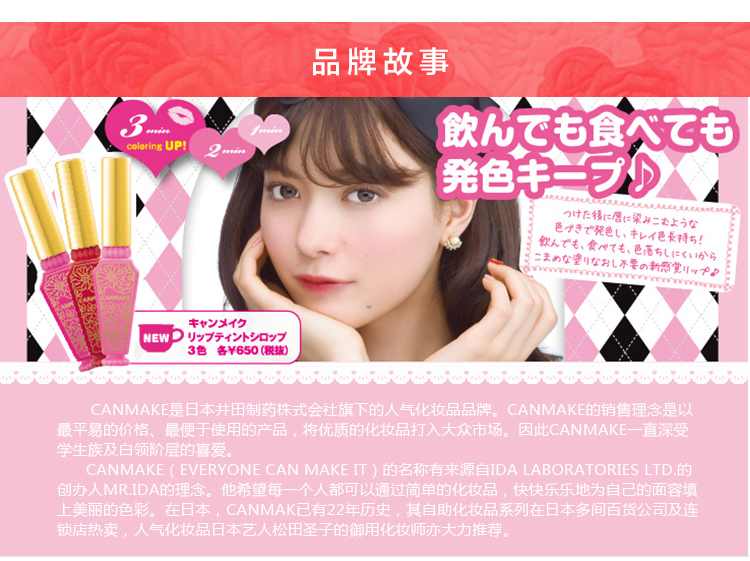 品牌故事
3 min
coloring UP!
2 min
1 min
飲んでも食べても
発色キープ♪
つけた後に唇に染みこむような
色づきで発色し、キレイ色長持ち!
飲んでも、食べても、色落ちしにくいから
こまめな塗りなおし不要の新感覚リップ♪
CANMAKE
NEW
キャンメイク
リップティントシロップ
3色 各¥650(税抜)
CANMAKE是日本井田制药株式会社旗下的人气化妆品品牌。CANMAKE的销售理念是以
最平易的价格、最便于使用的产品，将优质的化妆品打入大众市场。因此CANMAKE一直深受
学生族及白领阶层的喜爱。
CANMAKE（EVERYONE CAN MAKE IT）的名称有来源自IDA LABORATORIES LTD.的
创办人MR.IDA的理念。他希望每一个人都可以通过简单的化妆品，快快乐乐地为自己的面容填
上美丽的色彩。在日本，CANMAK已有22年历史，其自助化妆品系列在日本多间百货公司及连
锁店热卖，人气化妆品日本艺人松田圣子的御用化妆师亦大力推荐。